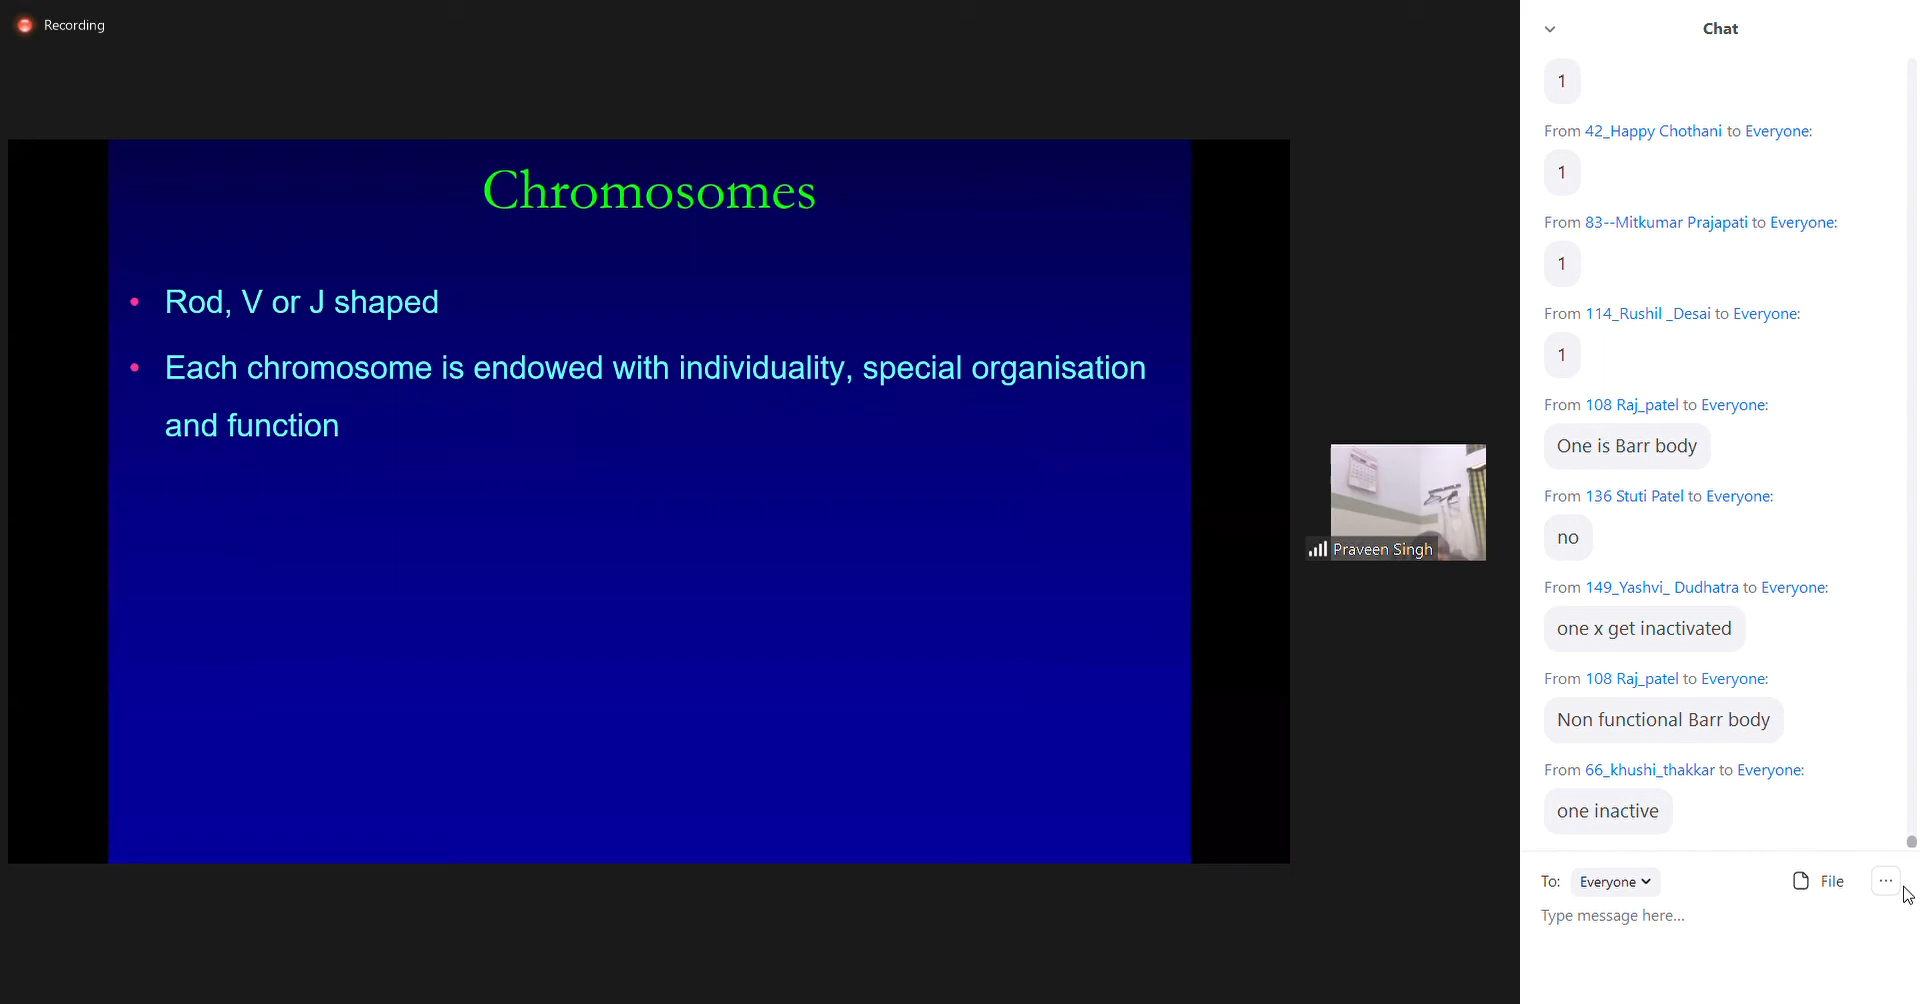 Recording
Chromosomes
• Rod, V or J shaped
• Each chromosome is endowed with individuality, special organisation
and function
Praveen Singh
Chat
1
From 42_Happy Chothani to Everyone:
1
From 83--Mitkumar Prajapati to Everyone:
1
From 114_Rushil _Desai to Everyone:
1
From 108 Raj_patel to Everyone:
One is Barr body
From 136 Stuti Patel to Everyone:
no
From 149_Yashvi_ Dudhatra to Everyone:
one x get inactivated
From 108 Raj_patel to Everyone:
Non functional Barr body
From 66_khushi_thakkar to Everyone:
one inactive
To: Everyone File ...
Type message here...